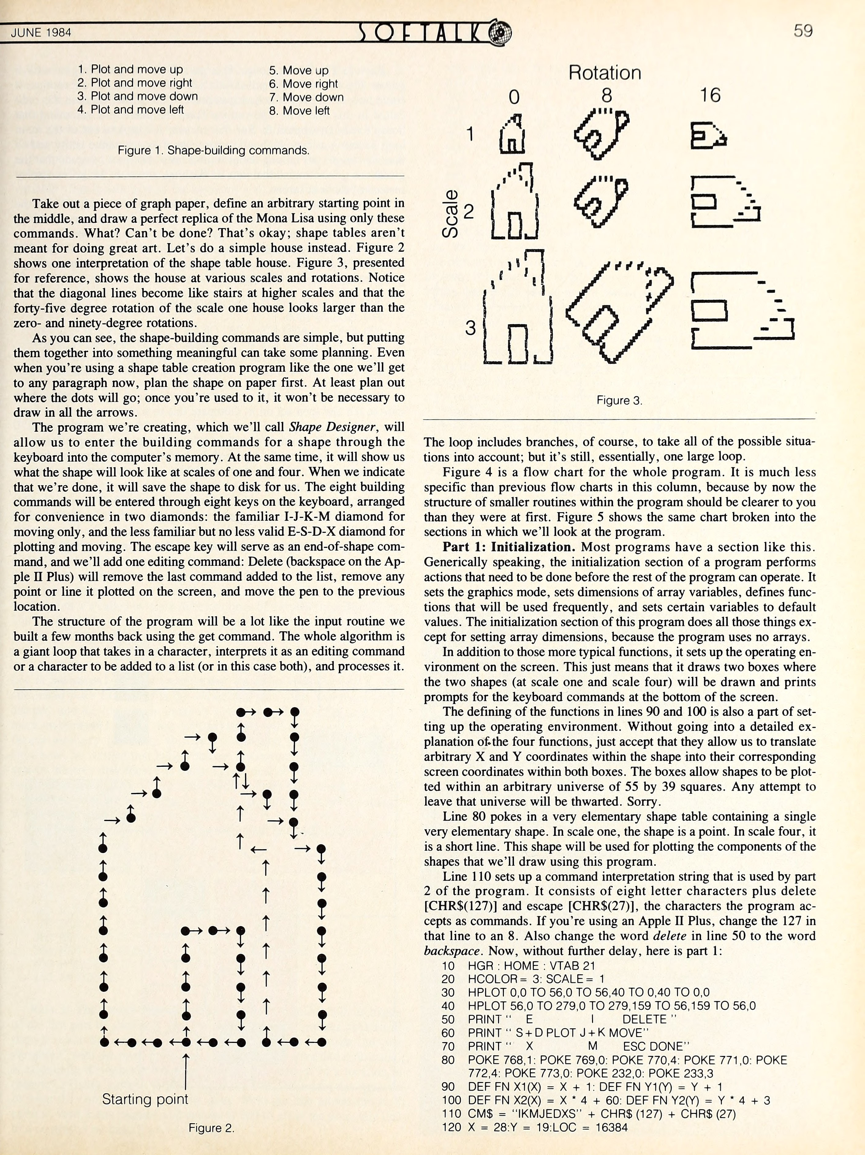 JUNE 1984
SOFTALK
59
1. Plot and move up
2. Plot and move right
3. Plot and move down
4. Plot and move left
5. Move up
6. Move right
7. Move down
8. Move left
Figure 1. Shape-building commands.
Take out a piece of graph paper, define an arbitrary starting point in
the middle, and draw a perfect replica of the Mona Lisa using only these
commands. What? Can't be done? That's okay; shape tables aren't
meant for doing great art. Let's do a simple house instead. Figure 2
shows one interpretation of the shape table house. Figure 3, presented
for reference, shows the house at various scales and rotations. Notice
that the diagonal lines become like stairs at higher scales and that the
forty-five degree rotation of the scale one house looks larger than the
zero- and ninety-degree rotations.
As you can see, the shape-building commands are simple, but putting
them together into something meaningful can take some planning. Even
when you're using a shape table creation program like the one we'll get
to any paragraph now, plan the shape on paper first. At least plan out
where the dots will go; once you're used to it, it won't be necessary to
draw in all the arrows.
The program we're creating, which we'll call Shape Designer, will
allow us to enter the building commands for a shape through the
keyboard into the computer's memory. At the same time, it will show us
what the shape will look like at scales of one and four. When we indicate
that we're done, it will save the shape to disk for us. The eight building
commands will be entered through eight keys on the keyboard, arranged
for convenience in two diamonds: the familiar I-J-K-M diamond for
moving only, and the less familiar but no less valid E-S-D-X diamond for
plotting and moving. The escape key will serve as an end-of-shape com-
mand, and we'll add one editing command: Delete (backspace on the Ap-
ple II Plus) will remove the last command added to the list, remove any
point or line it plotted on the screen, and move the pen to the previous
location.
The structure of the program will be a lot like the input routine we
built a few months back using the get command. The whole algorithm is
a giant loop that takes in a character, interprets it as an editing command
or a character to be added to a list (or in this case both), and processes it.
Starting point
Figure 2.
Rotation
0 8 16
Scale
1
2
3
Figure 3.
The loop includes branches, of course, to take all of the possible situa-
tions into account; but it's still, essentially, one large loop.
Figure 4 is a flow chart for the whole program. It is much less
specific than previous flow charts in this column, because by now the
structure of smaller routines within the program should be clearer to you
than they were at first. Figure 5 shows the same chart broken into the
sections in which we'll look at the program.
Part 1: Initialization. Most programs have a section like this.
Generically speaking, the initialization section of a program performs
actions that need to be done before the rest of the program can operate. It
sets the graphics mode, sets dimensions of array variables, defines func-
tions that will be used frequently, and sets certain variables to default
values. The initialization section of this program does all those things ex-
cept for setting array dimensions, because the program uses no arrays.
In addition to those more typical functions, it sets up the operating en-
vironment on the screen. This just means that it draws two boxes where
the two shapes (at scale one and scale four) will be drawn and prints
prompts for the keyboard commands at the bottom of the screen.
The defining of the functions in lines 90 and 100 is also a part of set-
ting up the operating environment. Without going into a detailed ex-
planation of the four functions, just accept that they allow us to translate
arbitrary X and Y coordinates within the shape into their corresponding
screen coordinates within both boxes. The boxes allow shapes to be plot-
ted within an arbitrary universe of 55 by 39 squares. Any attempt to
leave that universe will be thwarted. Sorry.
Line 80 pokes in a very elementary shape table containing a single
very elementary shape. In scale one, the shape is a point. In scale four, it
is a short line. This shape will be used for plotting the components of the
shapes that we'll draw using this program.
Line 110 sets up a command interpretation string that is used by part
2 of the program. It consists of eight letter characters plus delete
[CHR$(127)] and escape [CHR$(27)], the characters the program ac-
cepts as commands. If you're using an Apple II Plus, change the 127 in
that line to an 8. Also change the word delete in line 50 to the word
backspace. Now, without further delay, here is part 1:
10 HGR : HOME : VTAB 21
20 HCOLOR= 3: SCALE= 1
30 HPLOT 0,0 TO 56,0 TO 56,40 TO 0,40 TO 0,0
40 HPLOT 56,0 TO 279,0 TO 279,159 TO 56,159 TO 56,0
50 PRINT " E I DELETE "
60 PRINT " S+D PLOT J+K MOVE"
70 PRINT " X M ESC DONE"
80 POKE 768,1: POKE 769,0: POKE 770,4: POKE 771,0: POKE
772,4: POKE 773,0: POKE 232,0: POKE 233,3
90 DEF FN X1(X) = X + 1: DEF FN Y1(Y) = Y + 1
100 DEF FN X2(X) = X * 4 + 60: DEF FN Y2(Y) = Y * 4 + 3
110 CM$ = "IKMJEDXS" + CHR$ (127) + CHR$ (27)
120 X = 28:Y = 19:LOC = 16384